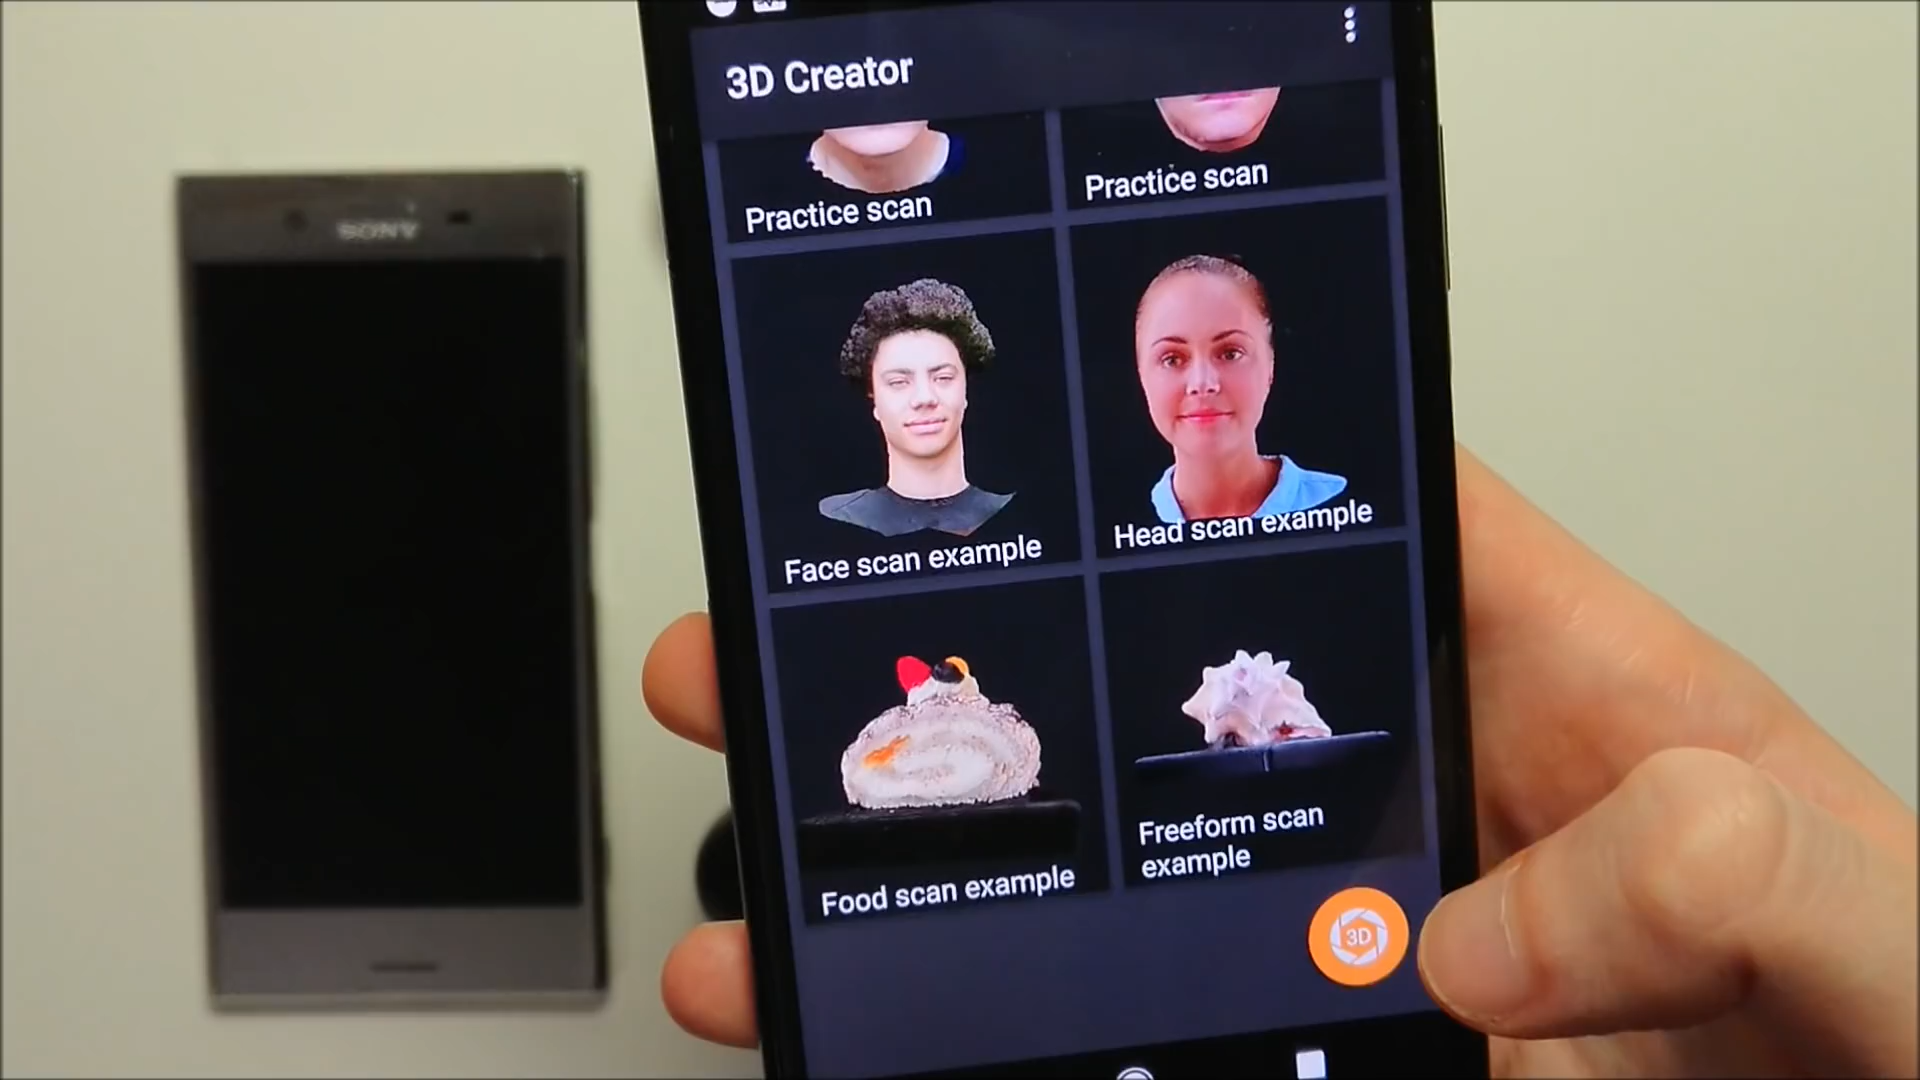 3D Creator
Practice scan
Practice scan
SONY
Face scan example
Head scan example
Food scan example
Freeform scan
example
3D